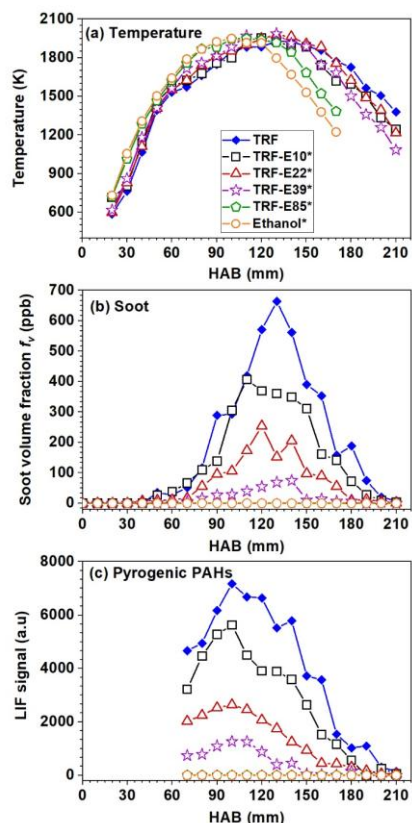 (a) Temperature
2100
1800
1500
1200
900
600
Temperature (K)
TRF
TRF-E10*
TRF-E22*
TRF-E39*
TRF-E85*
Ethanol*
0 30 60 90 120 150 180 210
HAB (mm)
(b) Soot
700
600
500
400
300
200
100
0
Soot volume fraction fv (ppb)
0 30 60 90 120 150 180 210
HAB (mm)
(c) Pyrogenic PAHs
8000
6000
4000
2000
0
LIF signal (a.u)
0 30 60 90 120 150 180 210
HAB (mm)